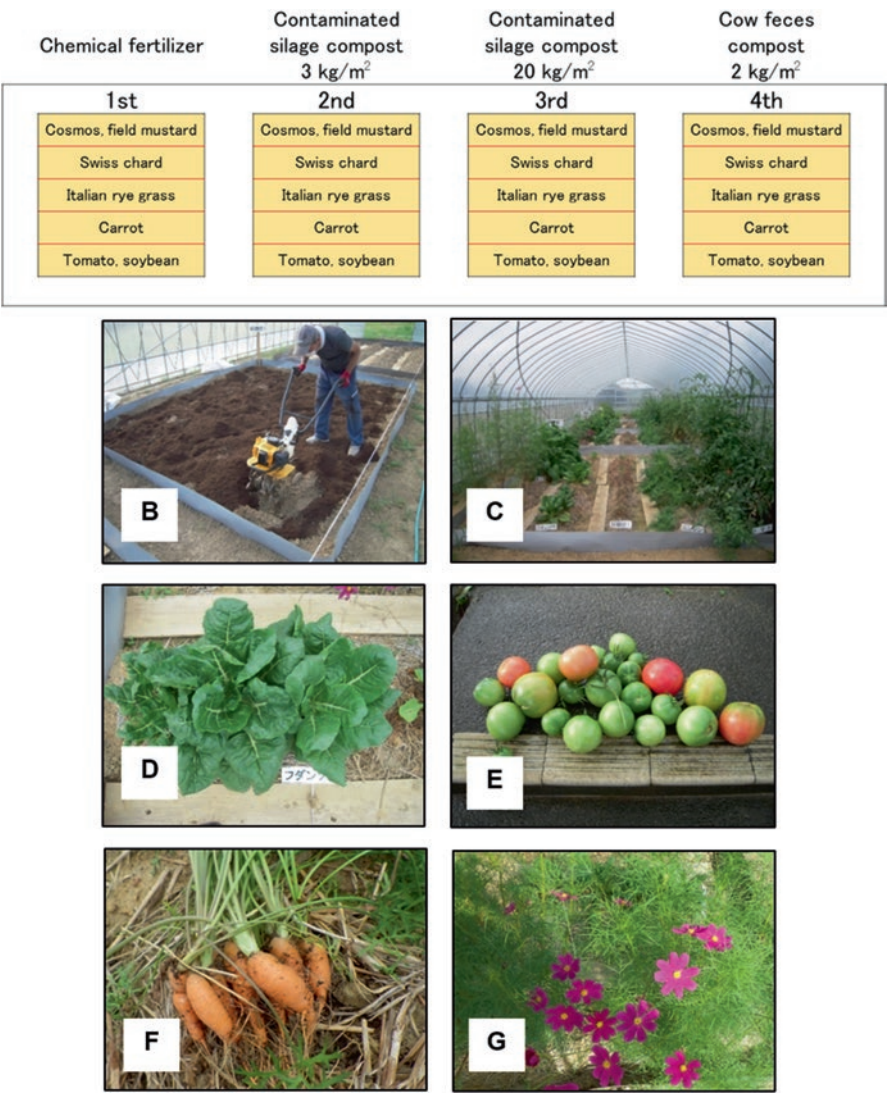 Chemical fertilizer
Contaminated
silage compost
3 kg/m²
Contaminated
silage compost
20 kg/m²
Cow feces
compost
2 kg/m²
1st
2nd
3rd
4th
Cosmos, field mustard
Cosmos, field mustard
Cosmos, field mustard
Cosmos, field mustard
Swiss chard
Swiss chard
Swiss chard
Swiss chard
Italian rye grass
Italian rye grass
Italian rye grass
Italian rye grass
Carrot
Carrot
Carrot
Carrot
Tomato, soybean
Tomato, soybean
Tomato, soybean
Tomato, soybean
B
C
D
フダン
E
F
G